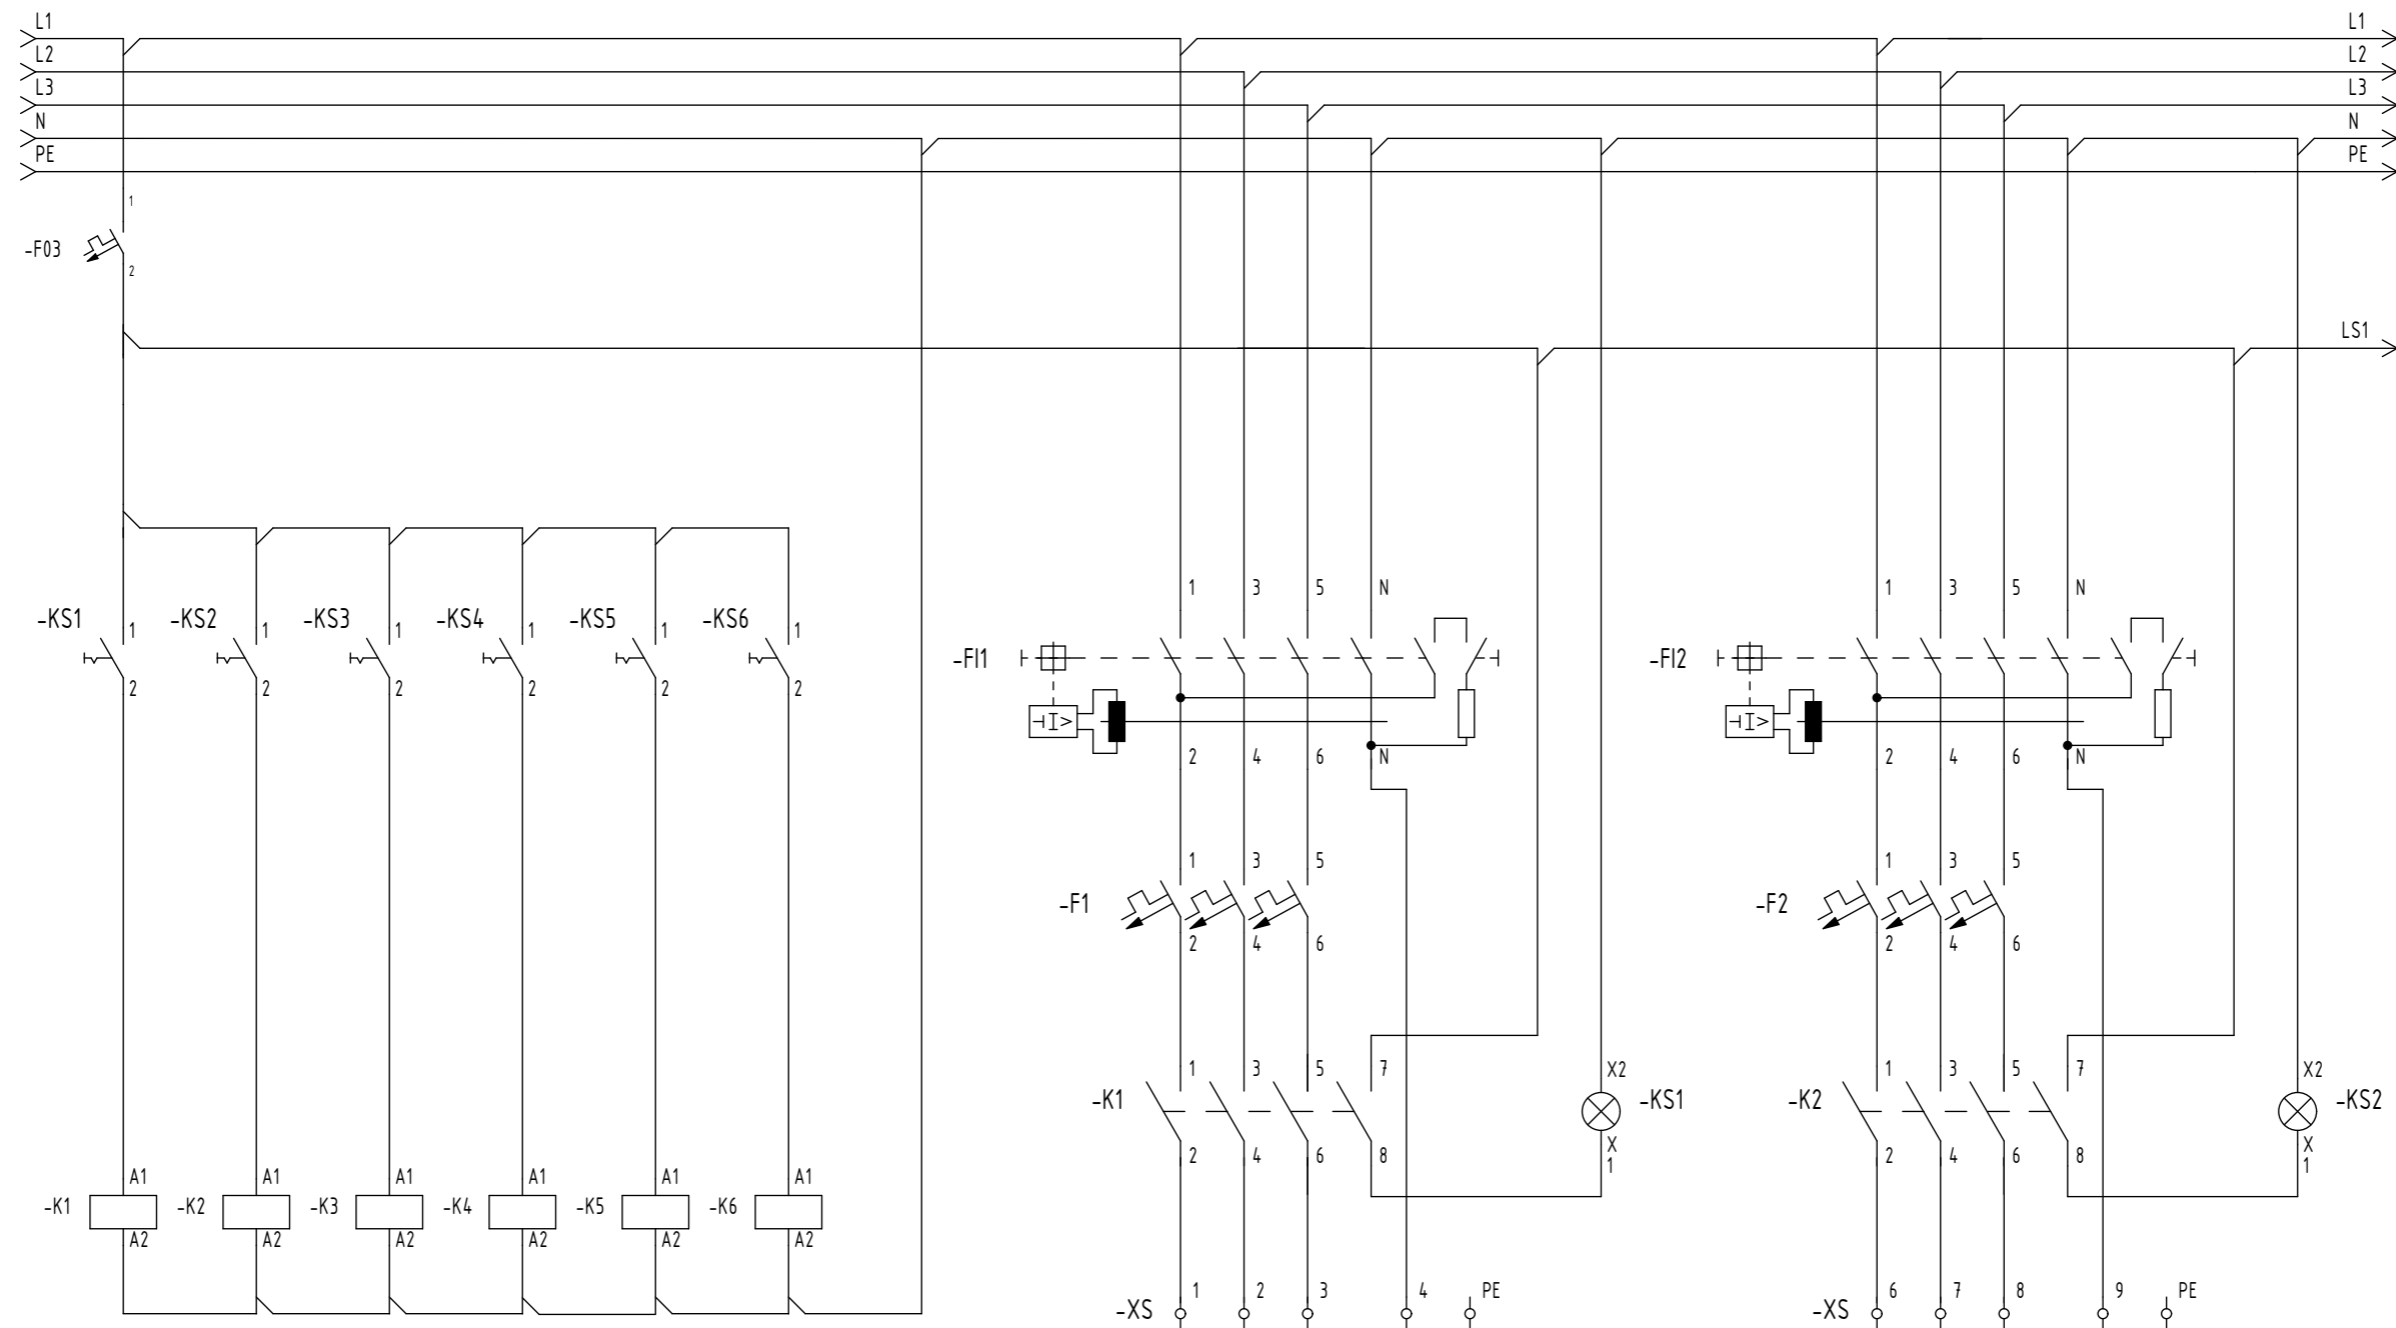 L1 L1
L2 L2
L3 L3
N N
PE PE
1
-F03
2
LS1
1 3 5 N 1 3 5 N
-KS1 1 -KS2 1 -KS3 1 -KS4 1 -KS5 1 -KS6 1
-FI1 -FI2
2 2 2 2 2 2
⊣I> ⊣I>
2 4 6 N 2 4 6 N
1 3 5 1 3 5
-F1 -F2
2 4 6 2 4 6
1 3 5 7 X2 1 3 5 7 X2
-K1 -KS1 -K2 -KS2
2 4 6 8 X 2 4 6 8 X
1 1
A1 A1 A1 A1 A1 A1
-K1 -K2 -K3 -K4 -K5 -K6
A2 A2 A2 A2 A2 A2
-XS 1 2 3 4 PE -XS 6 7 8 9 PE